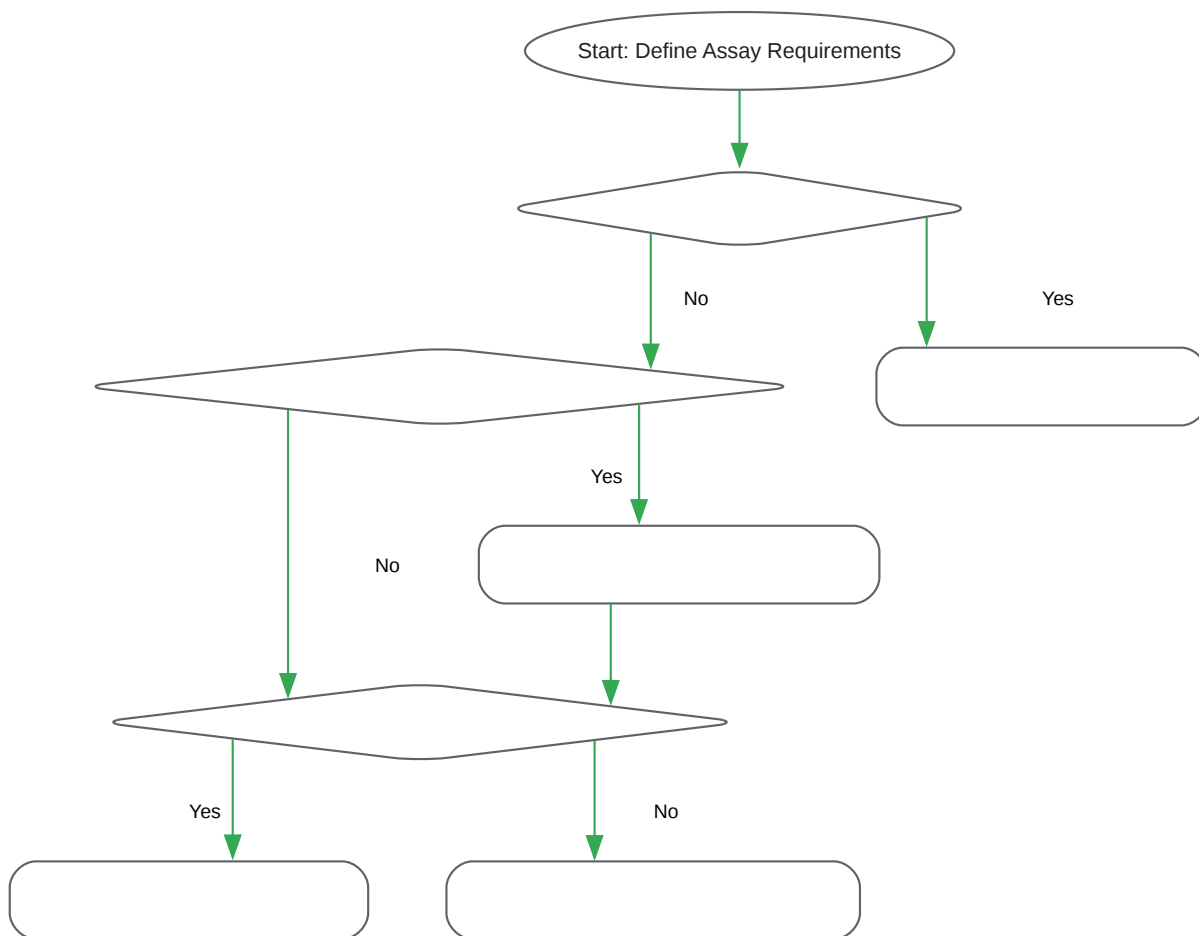 Start: Define Assay Requirements
No
Yes
Yes
No
Yes
No